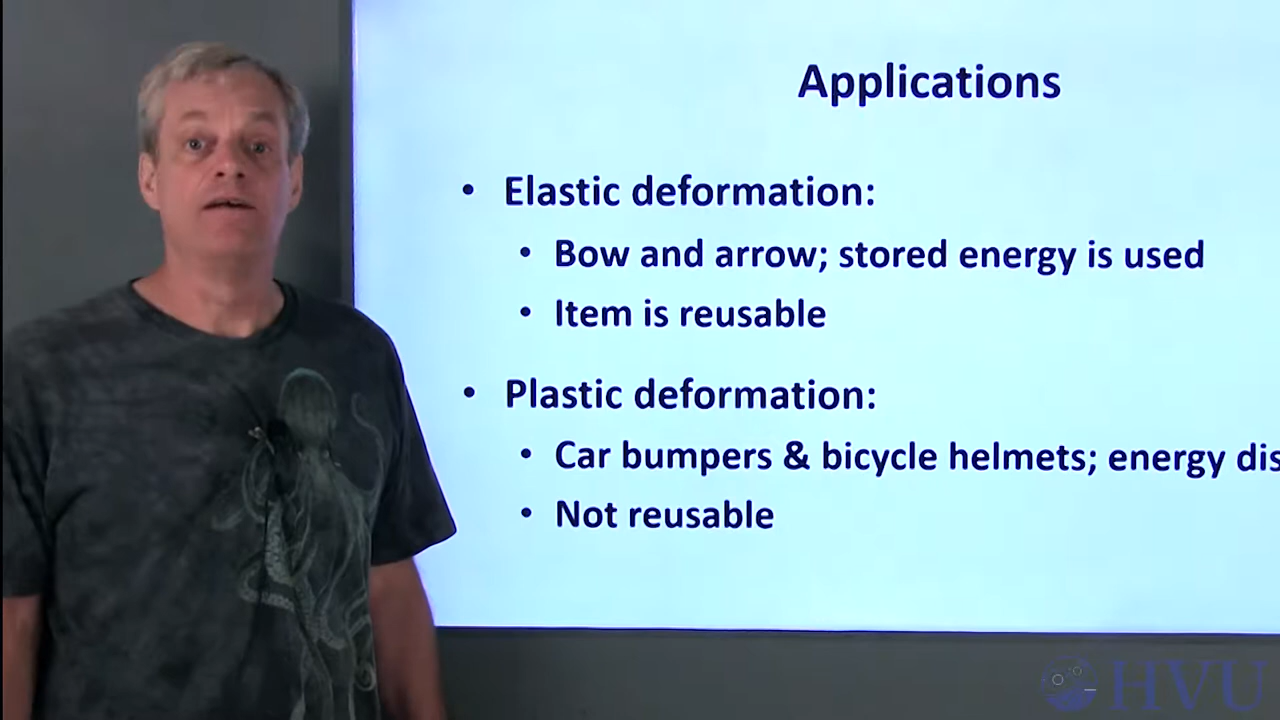 Applications
• Elastic deformation:
• Bow and arrow; stored energy is used
• Item is reusable
• Plastic deformation:
• Car bumpers & bicycle helmets; energy
• Not reusable
HVU